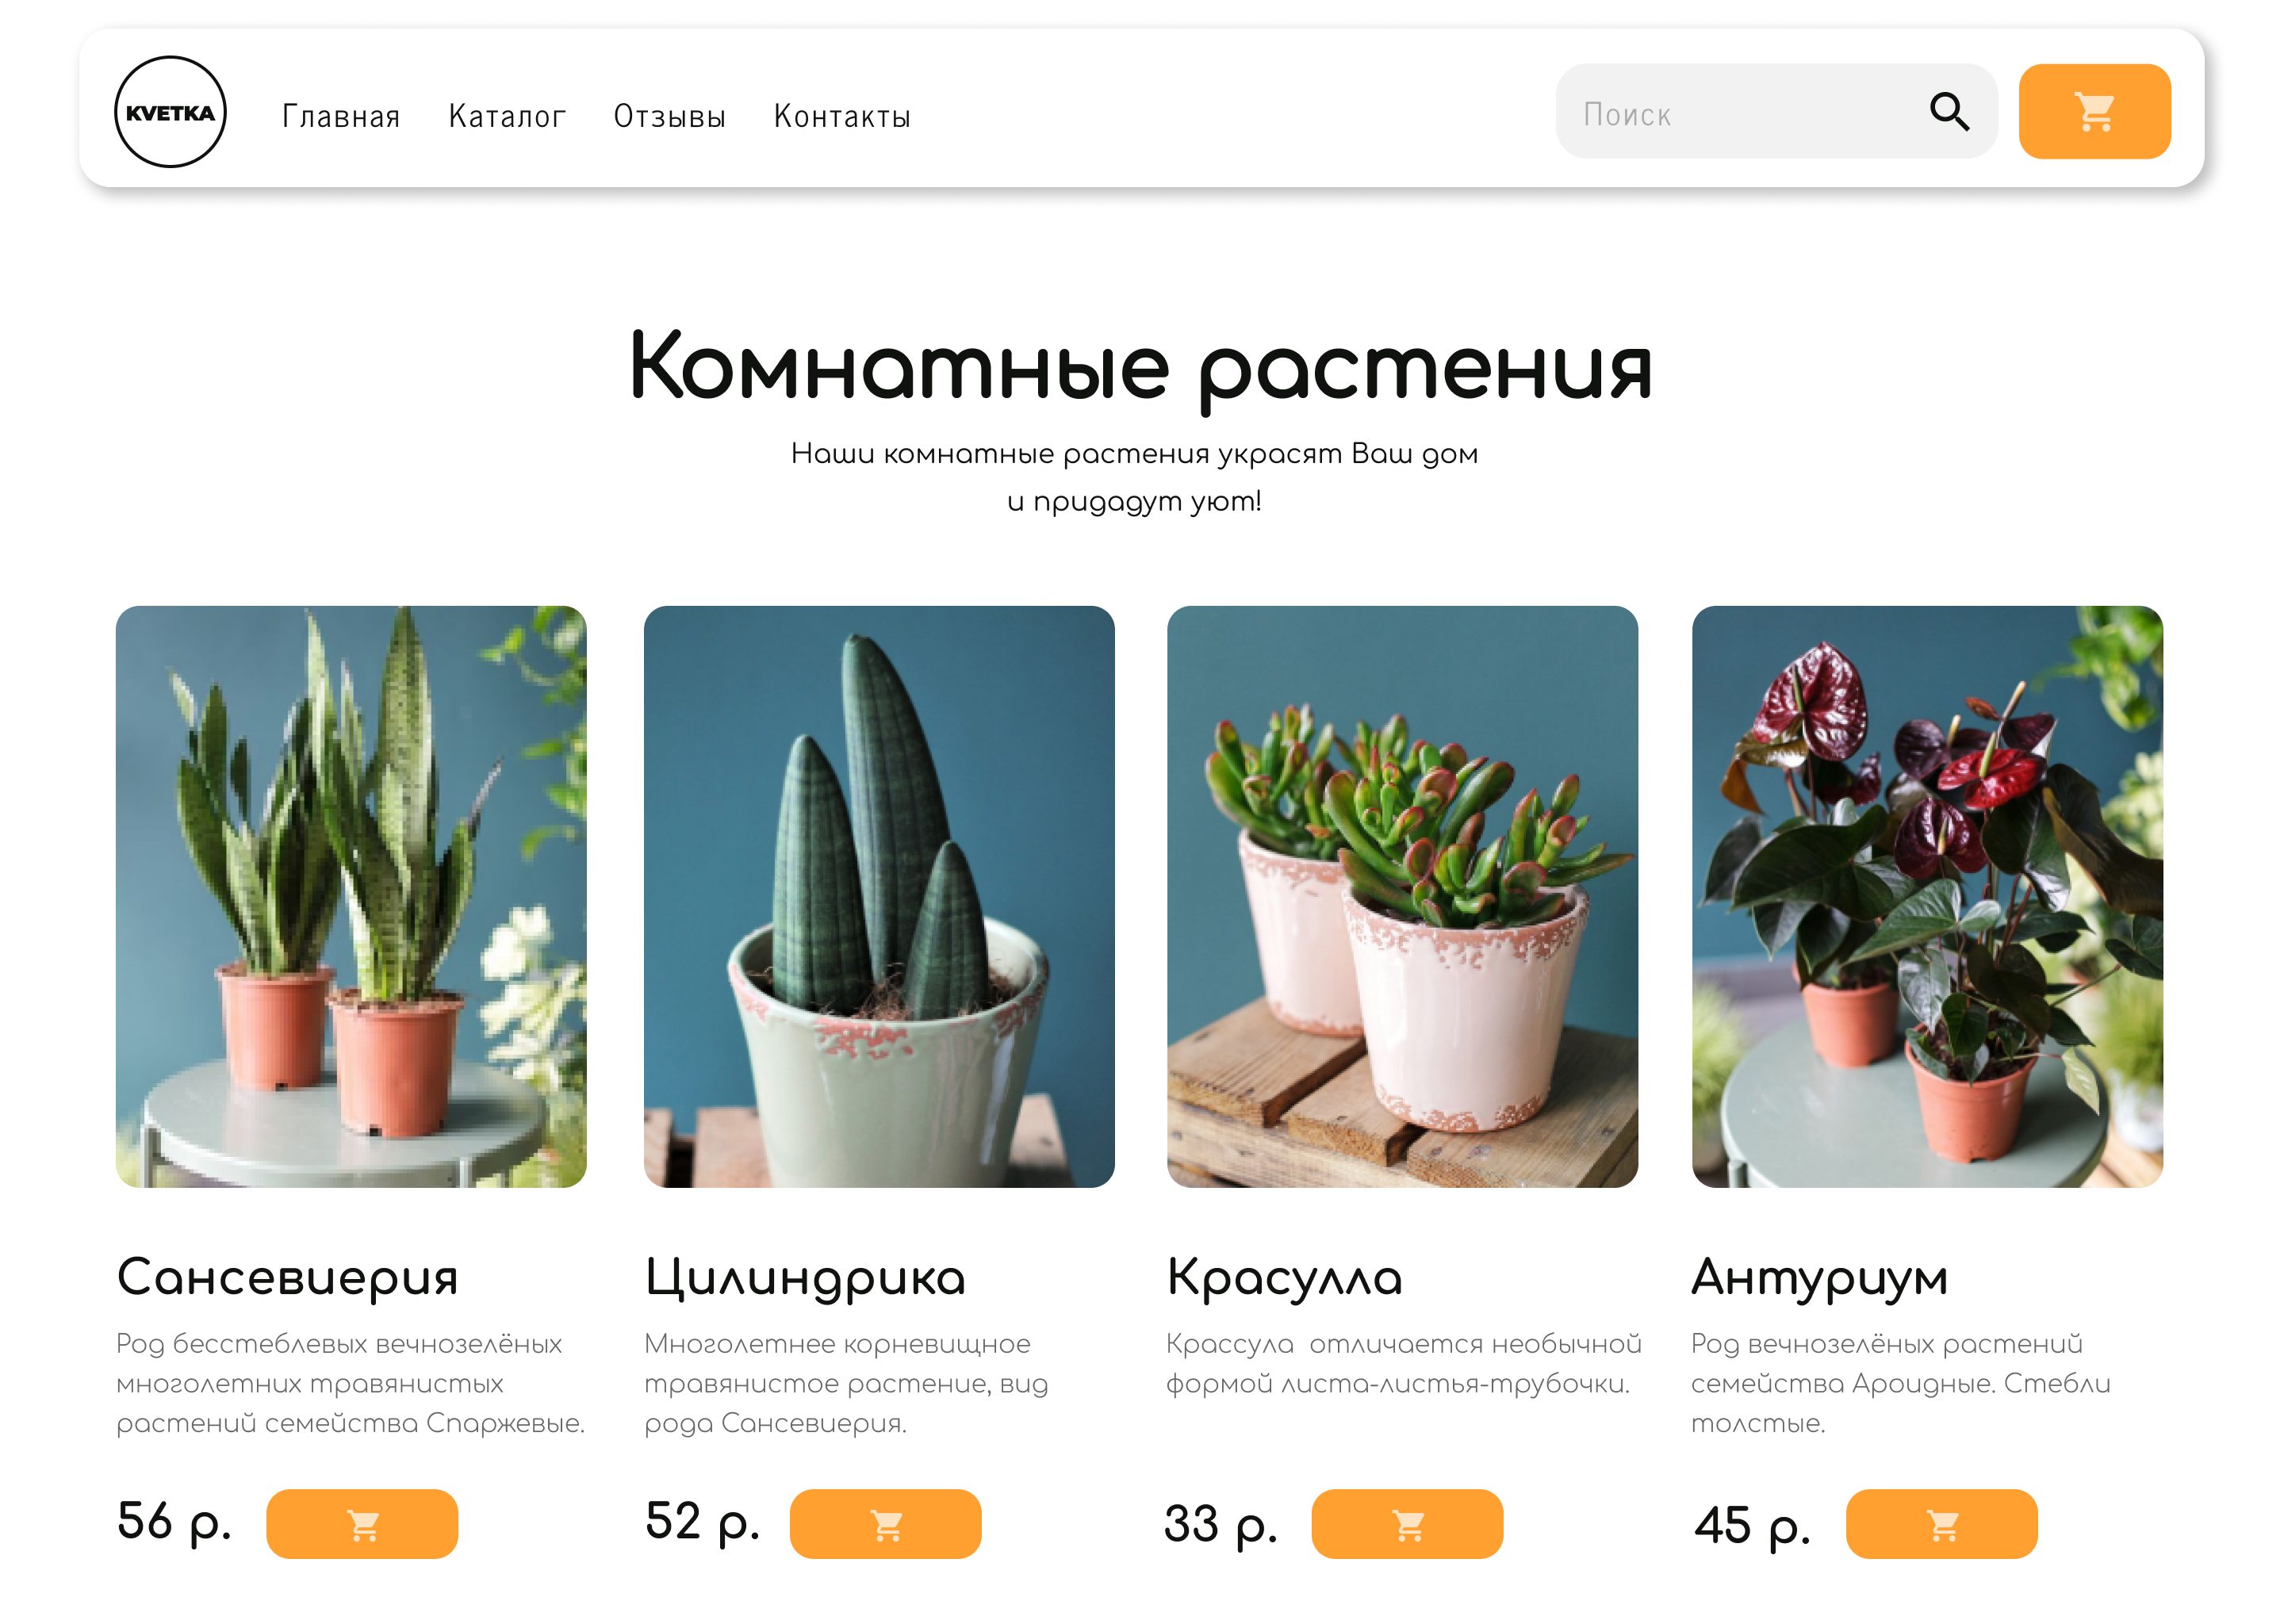 KVETKA
Главная Каталог Отзывы Контакты
Поиск
Комнатные растения
Наши комнатные растения украсят Ваш дом
и придадут уют!
Сансевиерия
Род бесстеблевых вечнозелёных
многолетних травянистых
растений семейства Спаржевые.
56 р.
Цилиндрика
Многолетнее корневищное
травянистое растение, вид
рода Сансевиерия.
52 р.
Красулла
Крассула  отличается необычной
формой листа-листья-трубочки.
33 р.
Антуриум
Род вечнозелёных растений
семейства Ароидные. Стебли
толстые.
45 р.